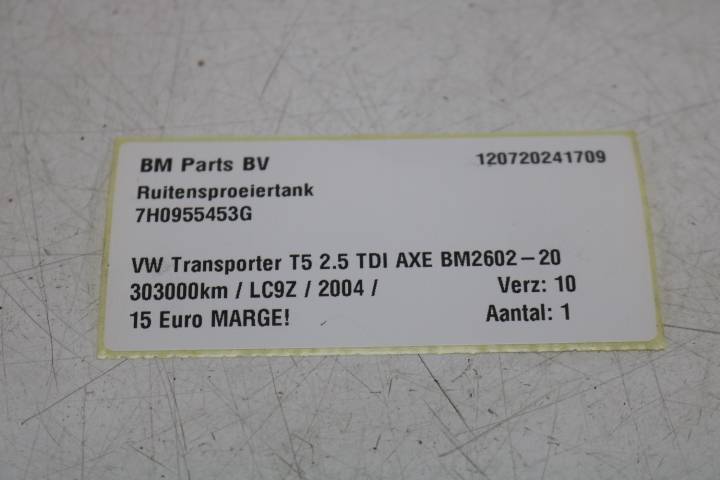 BM Parts BV 120720241709
Ruitensproeiertank
7H0955453G
VW Transporter T5 2.5 TDI AXE BM2602-20
303000km / LC9Z / 2004 / Verz: 10
15 Euro MARGE! Aantal: 1